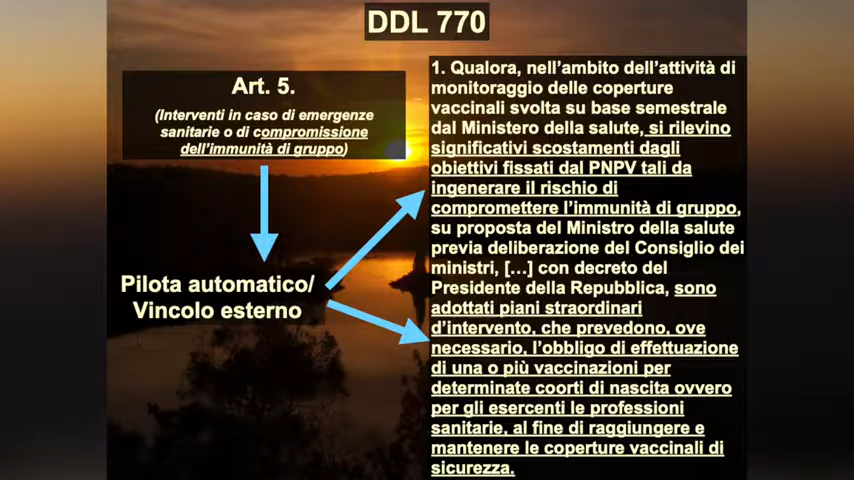 DDL 770
Art. 5.
(Interventi in caso di emergenze
sanitarie o di compromissione
dell'immunità di gruppo)
Pilota automatico/
Vincolo esterno
1. Qualora, nell'ambito dell'attività di
monitoraggio delle coperture
vaccinali svolta su base semestrale
dal Ministero della salute, si rilevino
significativi scostamenti dagli
obiettivi fissati dal PNPV tali da
ingenerare il rischio di
compromettere l'immunità di gruppo,
su proposta del Ministro della salute
previa deliberazione del Consiglio dei
ministri, [...] con decreto del
Presidente della Repubblica, sono
adottati piani straordinari
d'intervento, che prevedono, ove
necessario, l'obbligo di effettuazione
di una o più vaccinazioni per
determinate coorti di nascita ovvero
per gli esercenti le professioni
sanitarie, al fine di raggiungere e
mantenere le coperture vaccinali di
sicurezza.